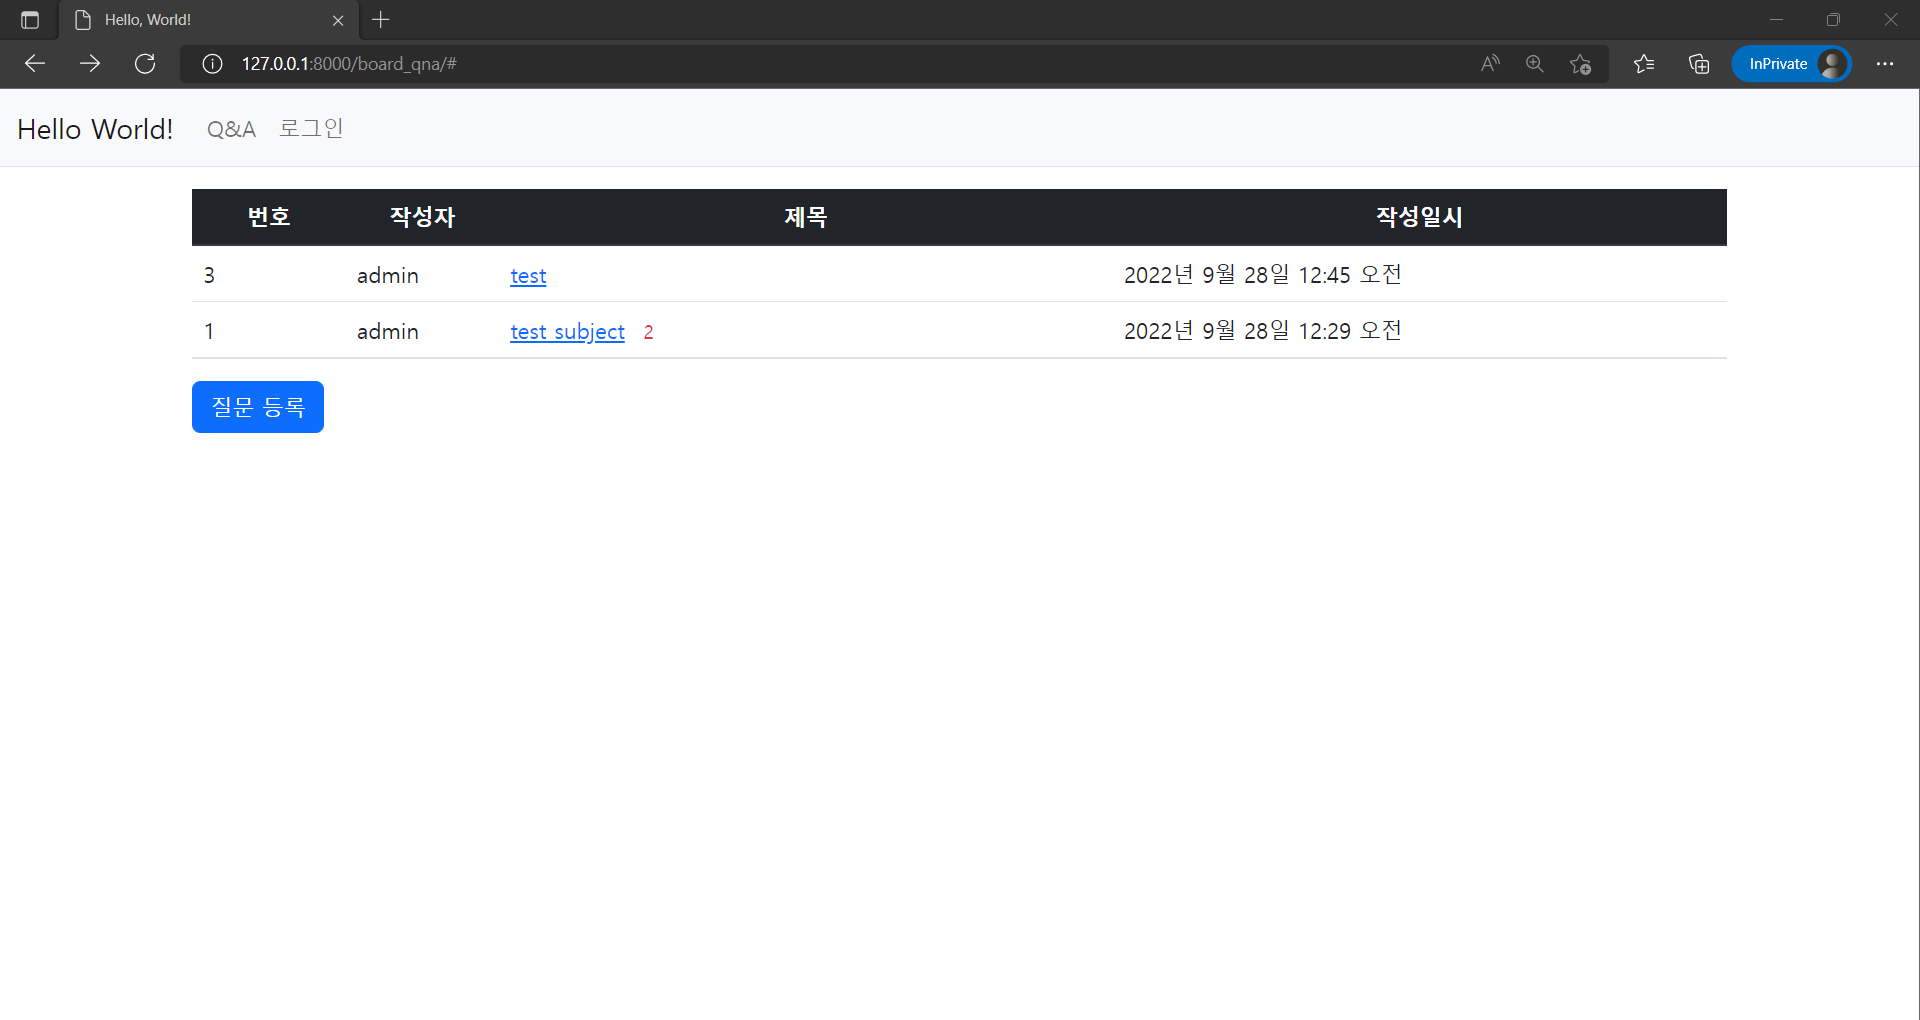 Hello, World!
127.0.0.1:8000/board_qna/#
InPrivate
Hello World! Q&A 로그인
번호 작성자 제목 작성일시
3 admin test 2022년 9월 28일 12:45 오전
1 admin test subject 2 2022년 9월 28일 12:29 오전
질문 등록